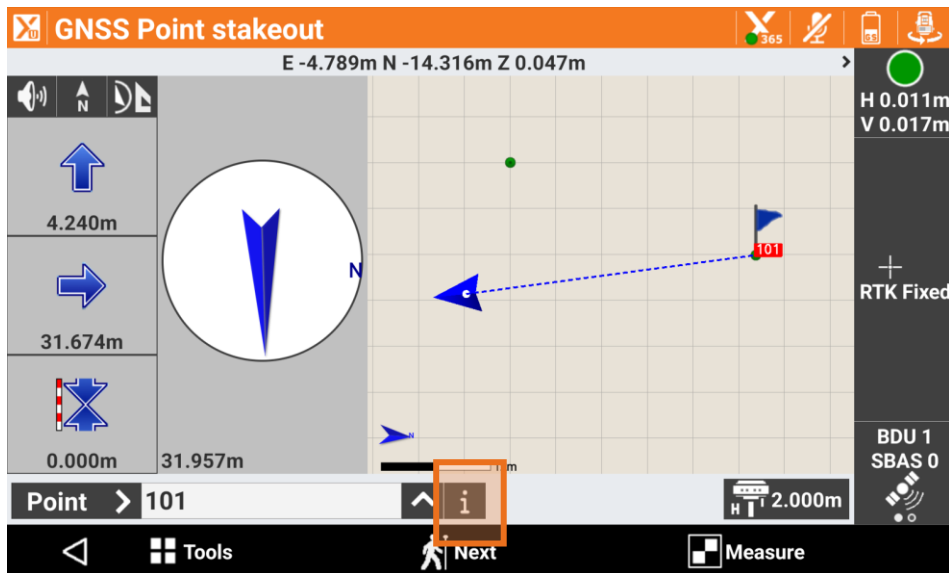 GNSS Point stakeout
365
GS
E -4.789m N -14.316m Z 0.047m
N
H 0.011m
V 0.017m
4.240m
N
101
RTK Fixed
31.674m
0.000m
31.957m
N
BDU 1
SBAS 0
Point
101
i
H
2.000m
Tools
Next
Measure